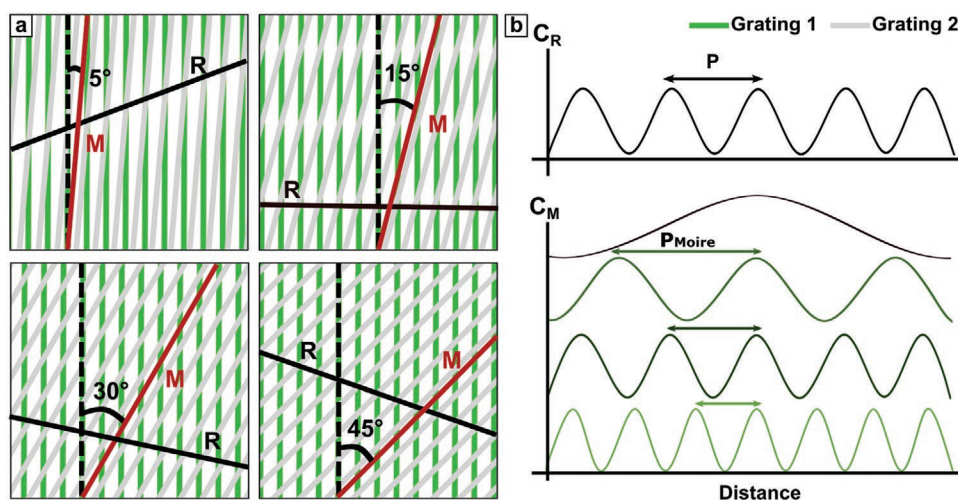 a
5°
R
M
15°
M
R
30°
M
R
R
M
45°
b
Grating 1
Grating 2
C_R
P
C_M
P_Moire
Distance